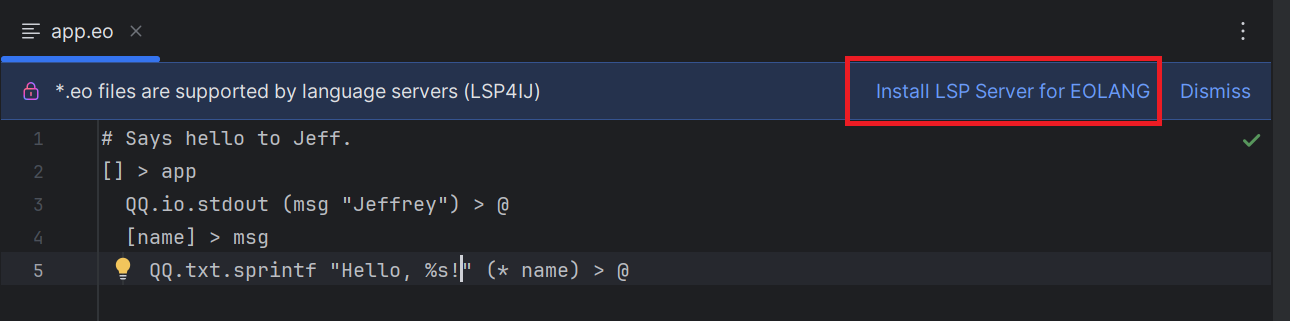 app.eo
*.eo files are supported by language servers (LSP4IJ) Install LSP Server for EOLANG Dismiss
1 # Says hello to Jeff.
2 [] > app
3   QQ.io.stdout (msg "Jeffrey") > @
4   [name] > msg
5     QQ.txt.sprintf "Hello, %s!" (* name) > @